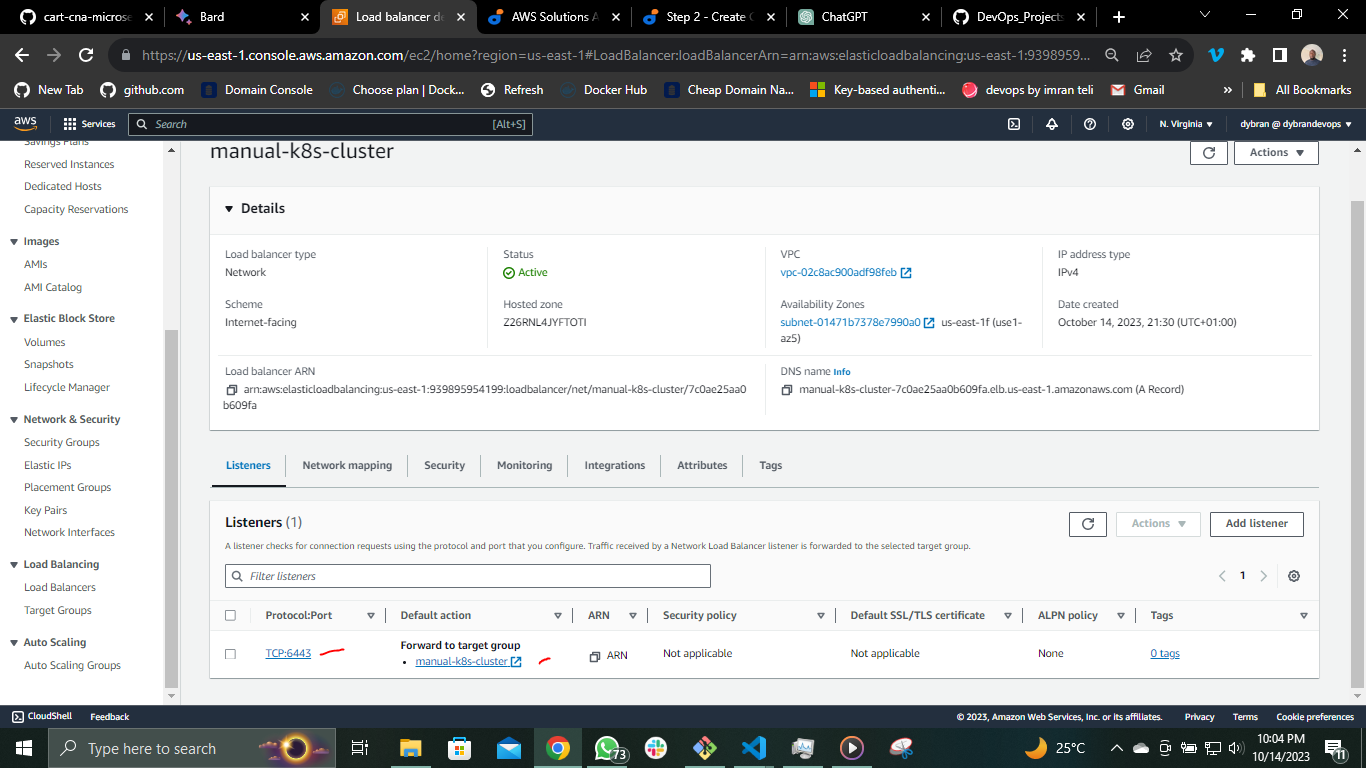 cart-cna-microse
Bard
Load balancer de
AWS Solutions A
Step 2 - Create C
ChatGPT
DevOps_Projects
https://us-east-1.console.aws.amazon.com/ec2/home?region=us-east-1#LoadBalancer:loadBalancerArn=arn:aws:elasticloadbalancing:us-east-1:9398959...
New Tab
github.com
Domain Console
Choose plan | Dock...
Refresh
Docker Hub
Cheap Domain Na...
Key-based authenti...
devops by imran teli
Gmail
»
All Bookmarks
aws
Services
Search
[Alt+S]
N. Virginia
dybran @ dybrandevops
Savings Plans
Reserved Instances
Dedicated Hosts
Capacity Reservations
Images
AMIs
AMI Catalog
Elastic Block Store
Volumes
Snapshots
Lifecycle Manager
Network & Security
Security Groups
Elastic IPs
Placement Groups
Key Pairs
Network Interfaces
Load Balancing
Load Balancers
Target Groups
Auto Scaling
Auto Scaling Groups
manual-k8s-cluster
Actions
Details
Load balancer type
Network
Status
Active
VPC
vpc-02c8ac900adf98feb
IP address type
IPv4
Scheme
Internet-facing
Hosted zone
Z26RNL4JYFTOTI
Availability Zones
subnet-01471b7378e7990a0 us-east-1f (use1-
az5)
Date created
October 14, 2023, 21:30 (UTC+01:00)
Load balancer ARN
arn:aws:elasticloadbalancing:us-east-1:939895954199:loadbalancer/net/manual-k8s-cluster/7c0ae25aa0
b609fa
DNS name Info
manual-k8s-cluster-7c0ae25aa0b609fa.elb.us-east-1.amazonaws.com (A Record)
Listeners
Network mapping
Security
Monitoring
Integrations
Attributes
Tags
Listeners (1)
Actions
Add listener
A listener checks for connection requests using the protocol and port that you configure. Traffic received by a Network Load Balancer listener is forwarded to the selected target group.
Filter listeners
1
Protocol:Port
Default action
ARN
Security policy
Default SSL/TLS certificate
ALPN policy
Tags
TCP:6443
Forward to target group
• manual-k8s-cluster
ARN
Not applicable
Not applicable
None
0 tags
CloudShell
Feedback
© 2023, Amazon Web Services, Inc. or its affiliates.
Privacy
Terms
Cookie preferences
Type here to search
73
25°C
10:04 PM
10/14/2023
11